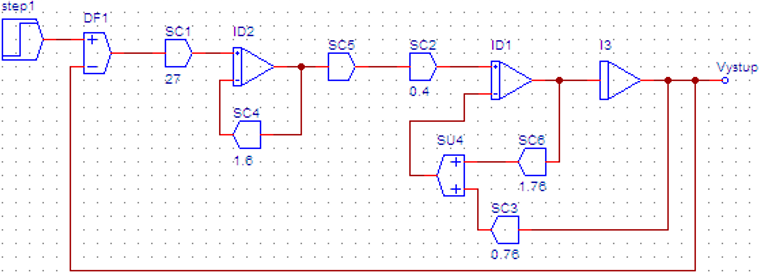 step1
DF1
SC1
27
ID2
SC4
1.6
SC5
SC2
0.4
ID1
I3
Vystup
SU4
SC6
1.76
SC3
0.76